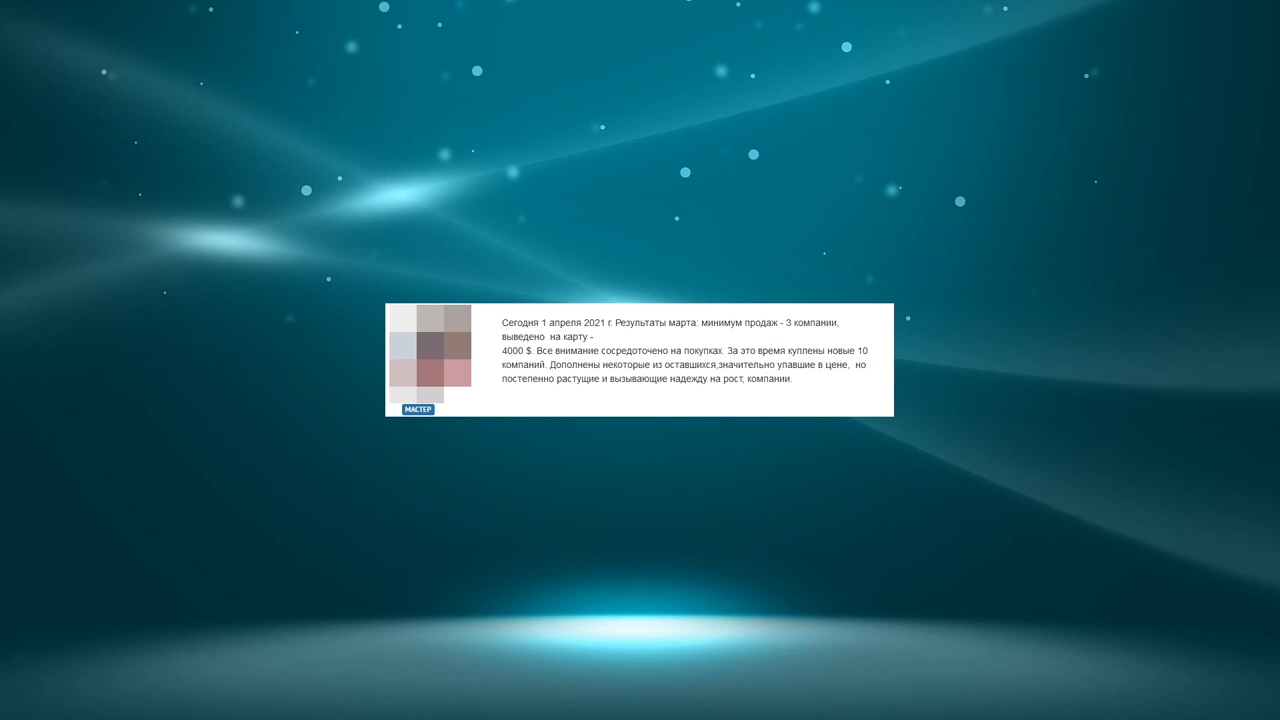 Сегодня 1 апреля 2021 г. Результаты марта: минимум продаж - 3 компании,
выведено  на карту -
4000 $. Все внимание сосредоточено на покупках. За это время куплены новые 10
компаний. Дополнены некоторые из оставшихся,значительно упавшие в цене,  но
постепенно растущие и вызывающие надежду на рост, компании.
МАСТЕР